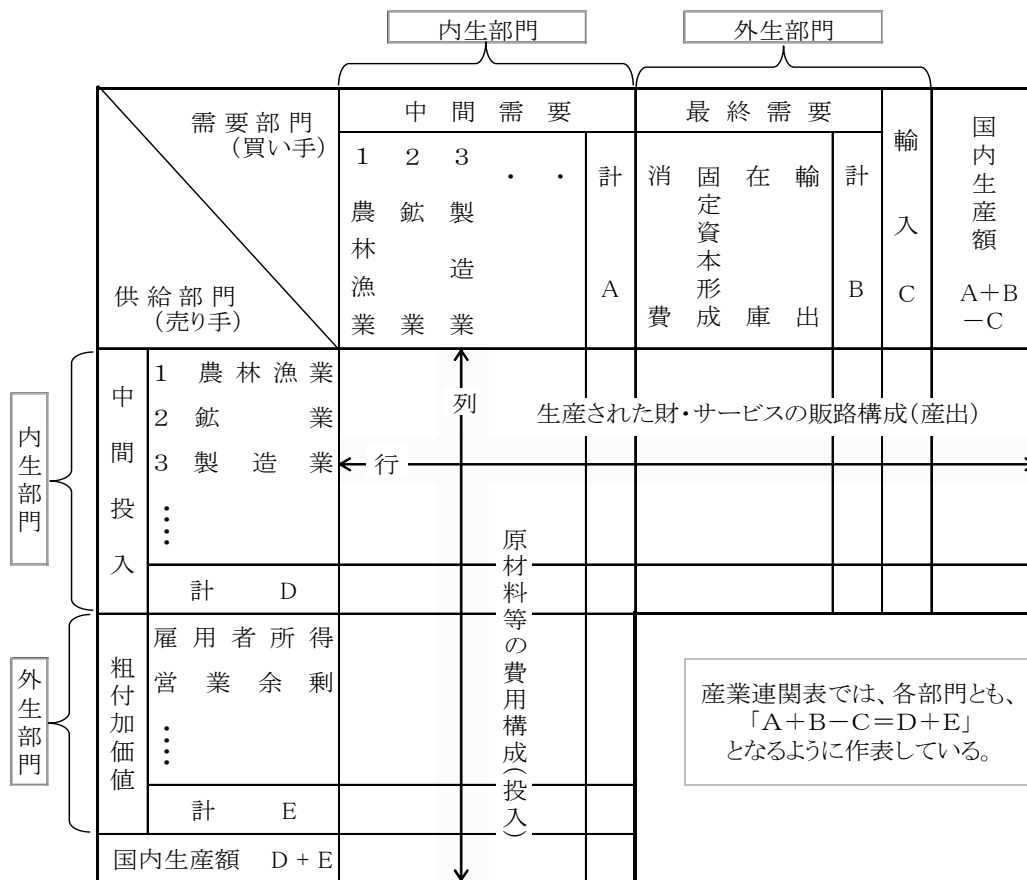 内生部門
外生部門
需要部門
(買い手)
供給部門
(売り手)
中間需要
1 農林漁業
2 鉱業
3 製造業
・
・
計 A
最終需要
消費
固定資本形成
在庫
輸出
計 B
輸入 C
国内生産額
A+B
-C
内生部門
中間投入
1 農林漁業
2 鉱業
3 製造業
⋮
計 D
列
行
生産された財・サービスの販路構成(産出)
原材料等の費用構成(投入)
外生部門
粗付加価値
雇用者所得
営業余剰
⋮
計 E
国内生産額 D+E
産業連関表では、各部門とも、
「A+B-C=D+E」
となるように作表している。